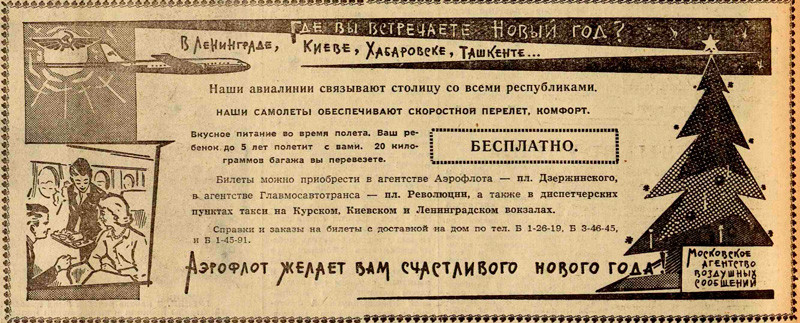 Где вы встречаете Новый год?
В Ленинграде, Киеве, Хабаровске, Ташкенте...
Наши авиалинии связывают столицу со всеми республиками.
НАШИ САМОЛЕТЫ ОБЕСПЕЧИВАЮТ СКОРОСТНОЙ ПЕРЕЛЕТ, КОМФОРТ.
Вкусное питание во время полета. Ваш ре-
бенок до 5 лет полетит с вами. 20 кило-
граммов багажа вы перевезете.
БЕСПЛАТНО.
Билеты можно приобрести в агентстве Аэрофлота — пл. Дзержинского,
в агентстве Главмосавтотранса — пл. Революции, а также в диспетчерских
пунктах такси на Курском, Киевском и Ленинградском вокзалах.
Справки и заказы на билеты с доставкой на дом по тел. Б 1-26-19, Б 3-46-45,
и Б 1-45-91.
Аэрофлот желает вам счастливого нового года!
Московское
агентство
воздушных
сообщений